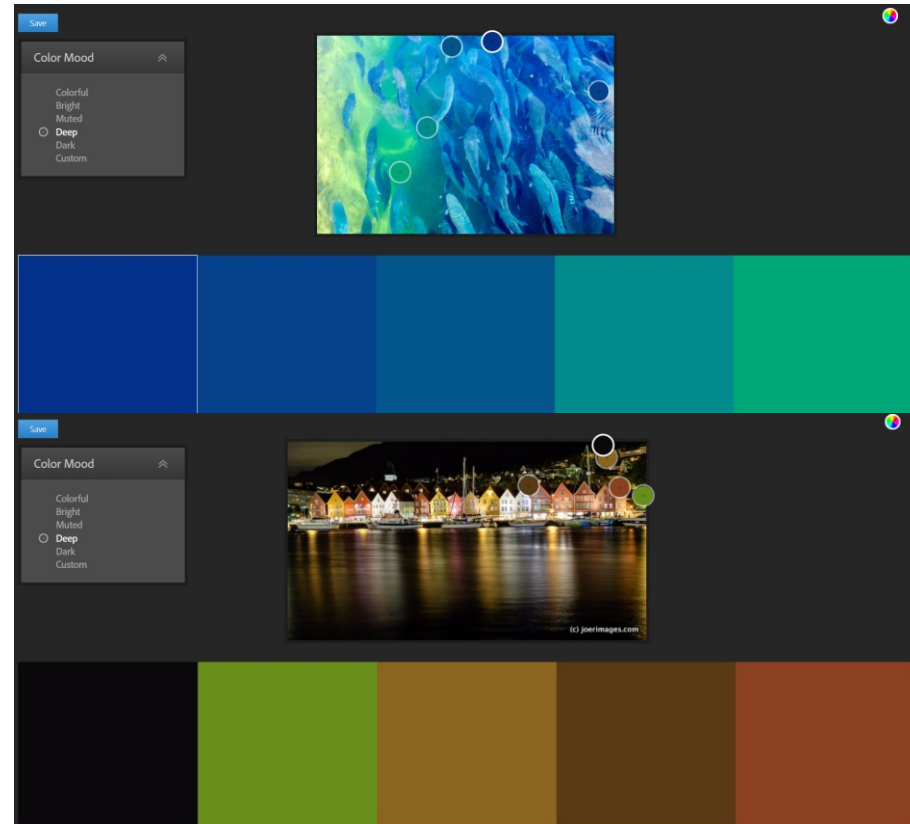 Save
Color Mood
Colorful
Bright
Muted
Deep
Dark
Custom
Save
Color Mood
Colorful
Bright
Muted
Deep
Dark
Custom
(c) joerimages.com